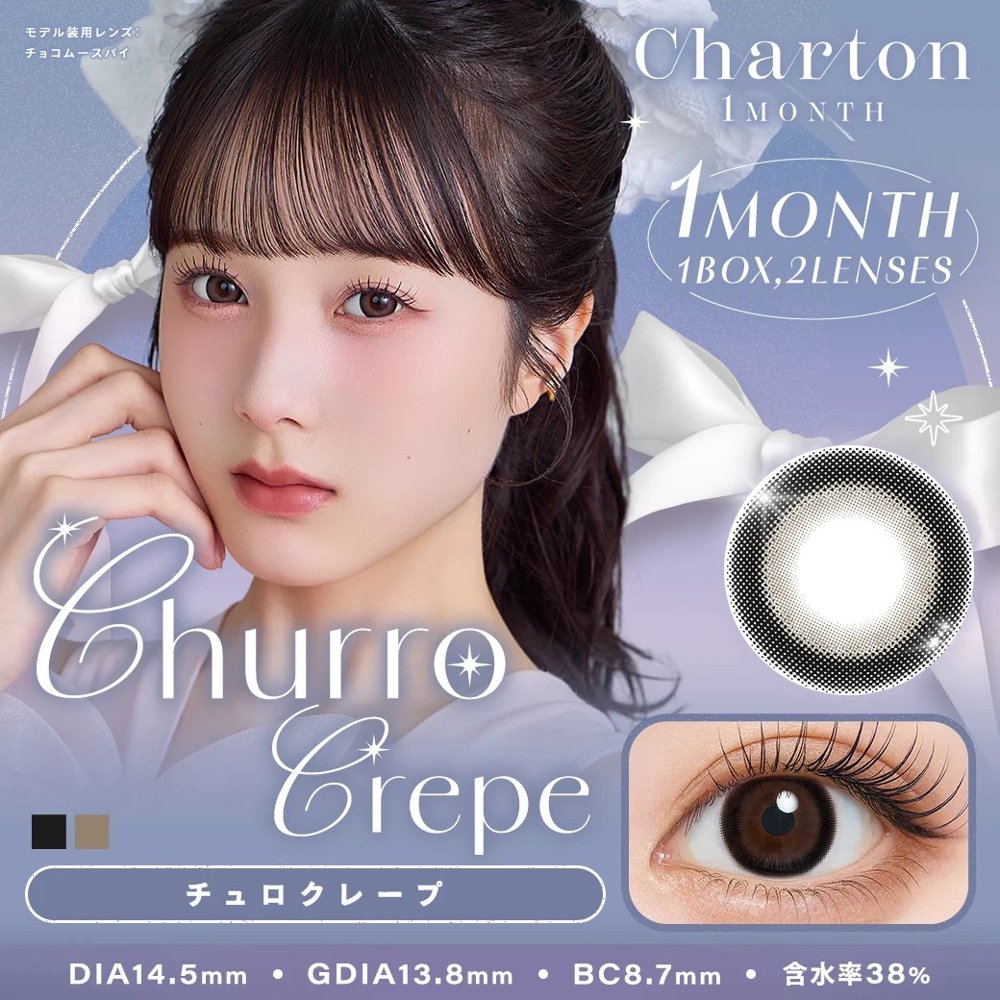 モデル装用レンズ:
チョコムースパイ
Charton
1MONTH
1MONTH
1BOX,2LENSES
Churro
Crepe
チュロクレープ
DIA14.5mm • GDIA13.8mm • BC8.7mm • 含水率38%